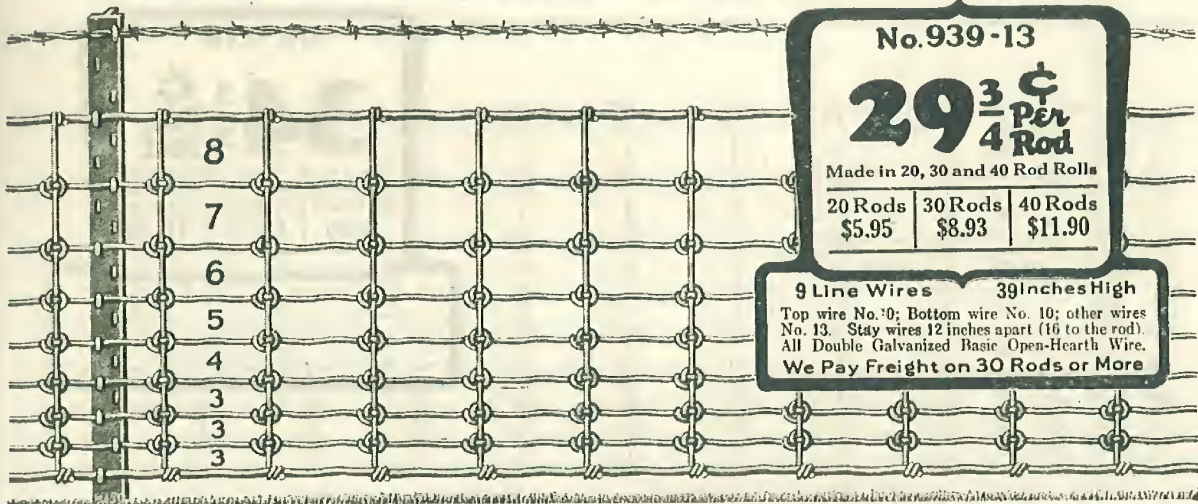 No. 939-13
29 3/4 ¢ Per Rod
Made in 20, 30 and 40 Rod Rolls
20 Rods 30 Rods 40 Rods
$5.95 $8.93 $11.90
9 Line Wires 39 Inches High
Top wire No. Bottom wire No. 10; other wires
No. 13. Stay wires 12 inches apart (16 to the rod).
All Double Galvanized Basic Open-Hearth Wire.
We Pay Freight on 30 Rods or More
8
7
6
5
4
3
3
3